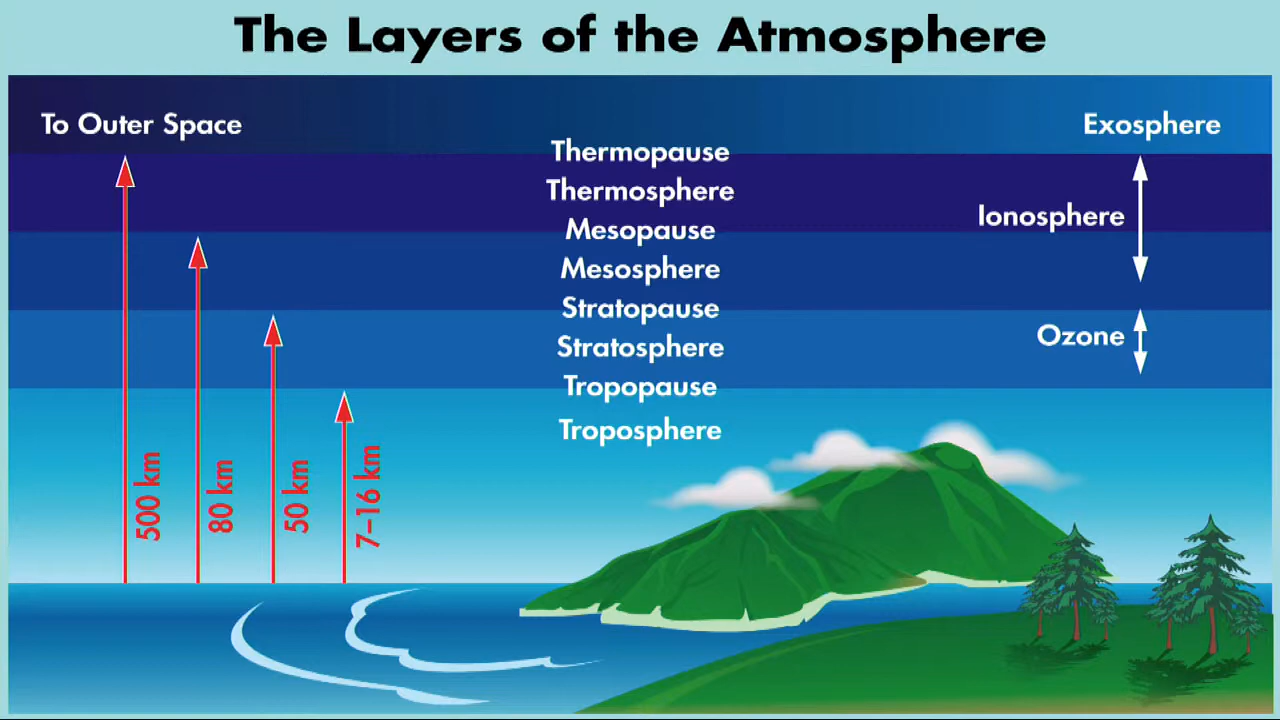 The Layers of the Atmosphere
To Outer Space
Exosphere
Thermopause
Thermosphere
Ionosphere
Mesopause
Mesosphere
Stratopause
Ozone
Stratosphere
Tropopause
Troposphere
500 km
80 km
50 km
7–16 km